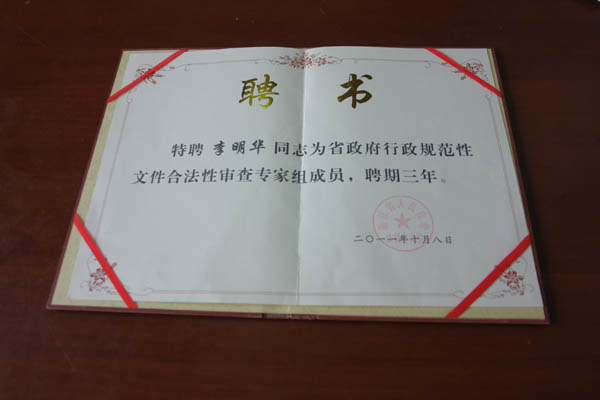 聘书
特聘 李明华 同志为省政府行政规范性
文件合法性审查专家组成员，聘期三年。
二〇一一年十月八日